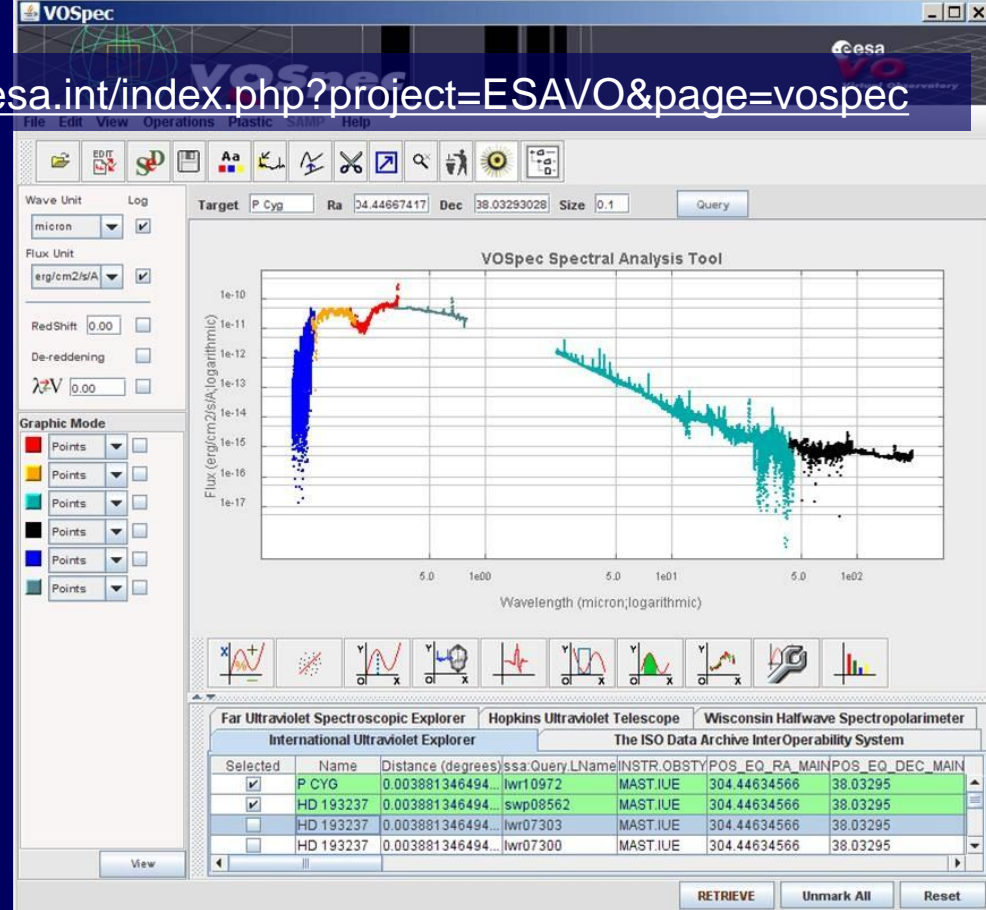 VOSpec
esa
VOSpec
VO
Virtual Observatory
esa.int/index.php?project=ESAVO&page=vospec
File Edit View Operations Plastic SAMP Help
EDIT
SED
Aa
Wave Unit Log
micron
Flux Unit
erg/cm2/s/A
RedShift 0.00
De-reddening
λ⇄V 0.00
Target P Cyg Ra 04.44667417 Dec 38.03293028 Size 0.1 Query
VOSpec Spectral Analysis Tool
Flux (erg/cm2/s/A;logarithmic)
1e-10
1e-11
1e-12
1e-13
1e-14
1e-15
1e-16
1e-17
5.0 1e00 5.0 1e01 5.0 1e02
Wavelength (micron;logarithmic)
Graphic Mode
Points
Points
Points
Points
Points
Points
View
Far Ultraviolet Spectroscopic Explorer Hopkins Ultraviolet Telescope Wisconsin Halfwave Spectropolarimeter
International Ultraviolet Explorer The ISO Data Archive InterOperability System
Selected Name Distance (degrees) ssa:Query.LName INSTR.OBSTY POS_EQ_RA_MAIN POS_EQ_DEC_MAIN
P CYG 0.003881346494... lwr10972 MAST.IUE 304.44634566 38.03295
HD 193237 0.003881346494... swp08562 MAST.IUE 304.44634566 38.03295
HD 193237 0.003881346494... lwr07303 MAST.IUE 304.44634566 38.03295
HD 193237 0.003881346494... lwr07300 MAST.IUE 304.44634566 38.03295
RETRIEVE Unmark All Reset